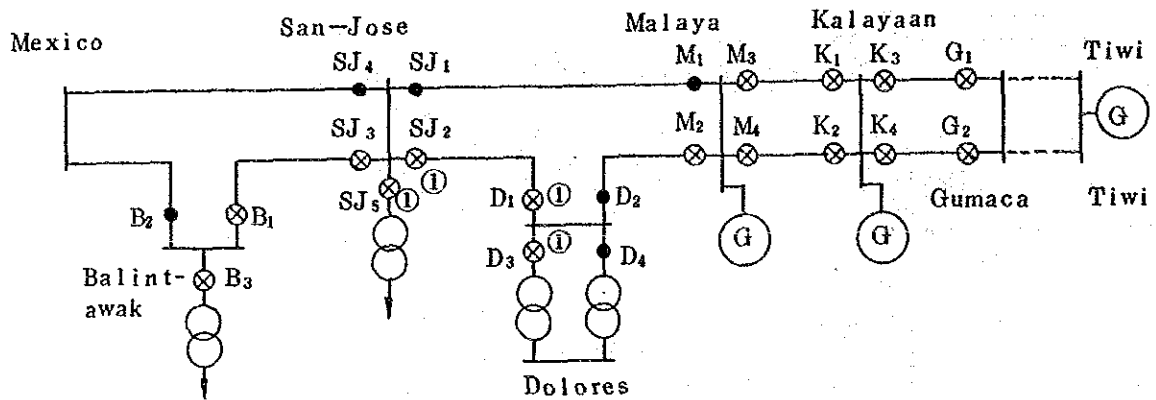 Mexico
San-Jose
Malaya
Kalayaan
Tiwi
SJ₄
SJ₁
M₁
M₃
K₁
K₃
G₁
G
SJ₃
SJ₂
M₂
M₄
K₂
K₄
G₂
①
SJ₅
①
D₁
①
D₂
Gumaca
Tiwi
B₂
B₁
D₃
①
D₄
G
G
Balint-
awak
B₃
Dolores